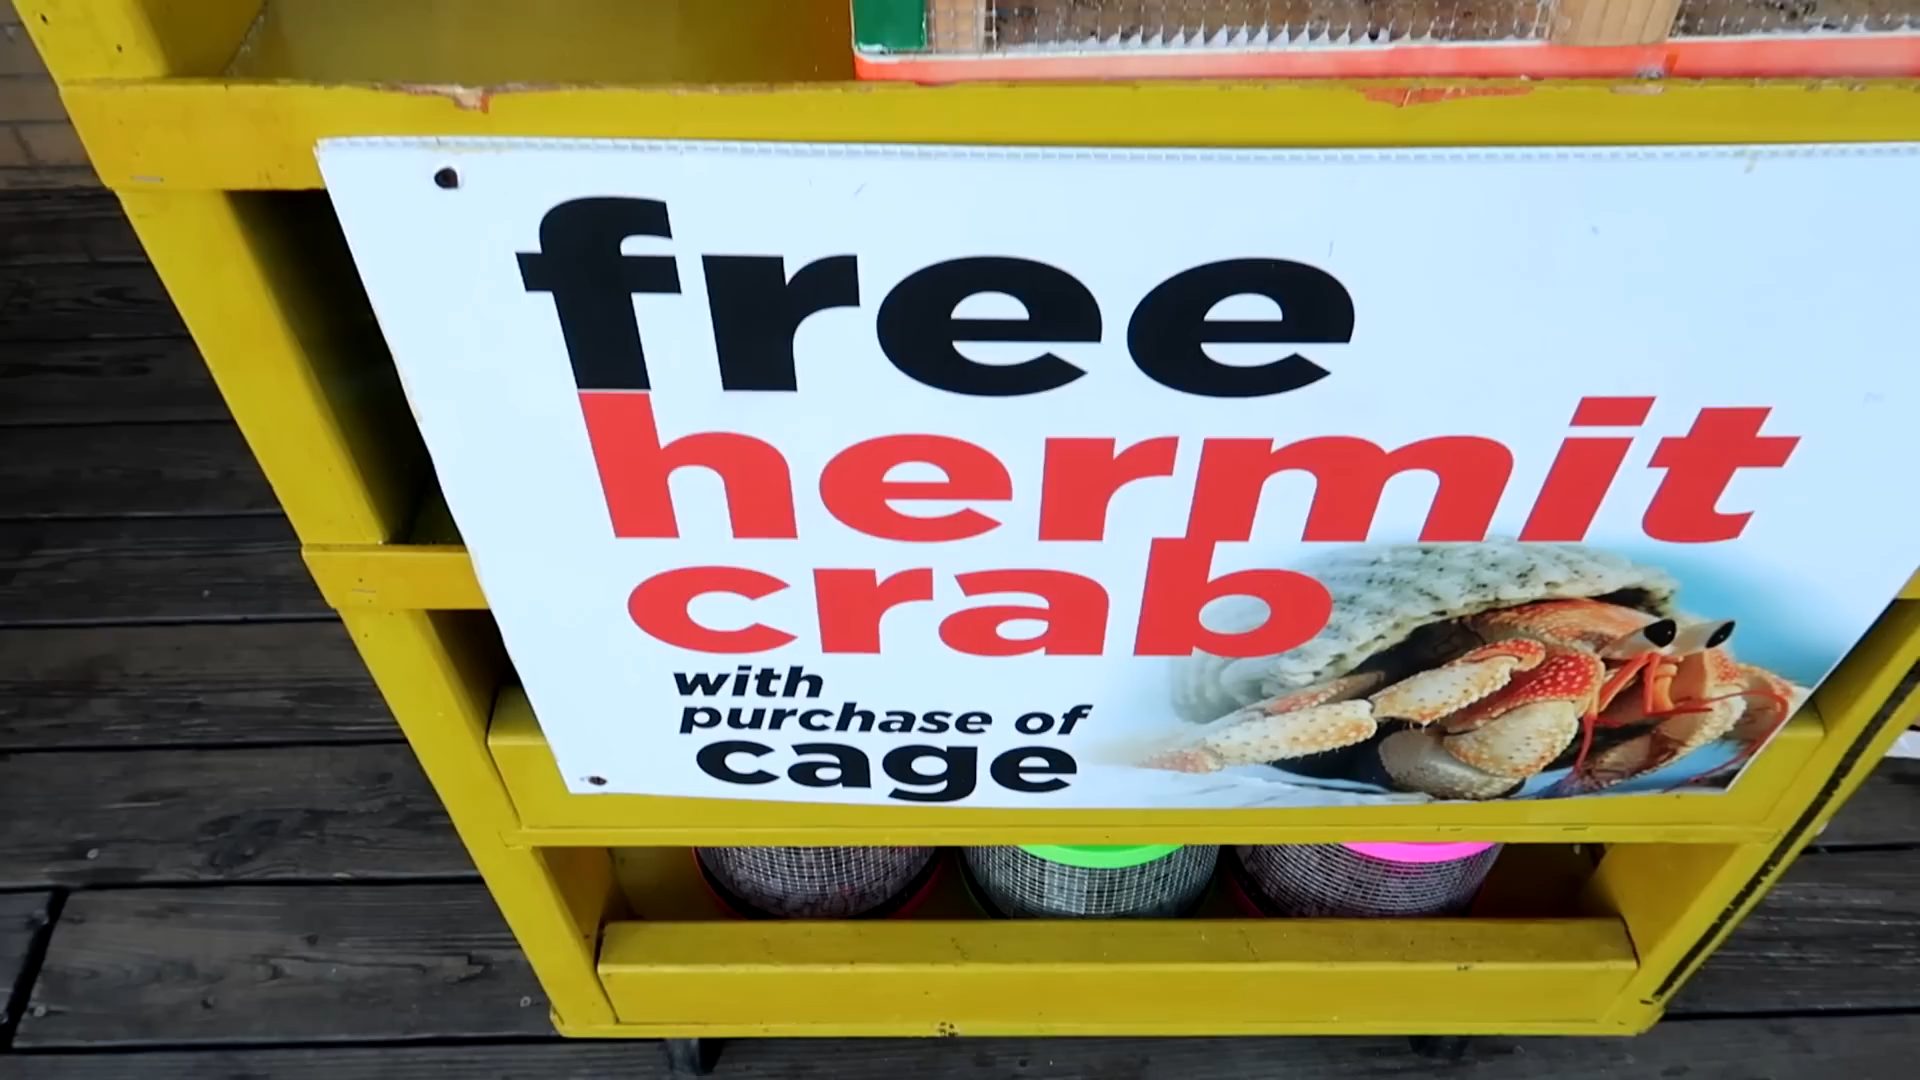 free
hermit
crab
with
purchase of
cage